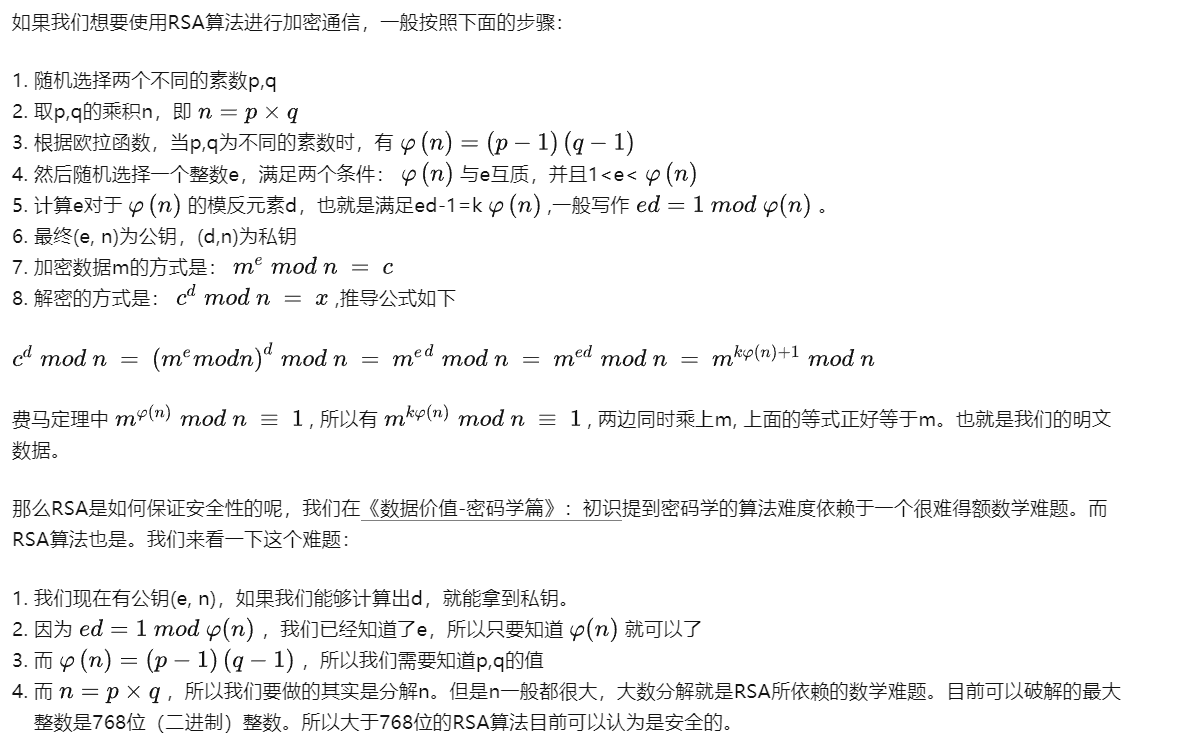 如果我们想要使用RSA算法进行加密通信，一般按照下面的步骤：
1. 随机选择两个不同的素数p,q
2. 取p,q的乘积n，即 n = p × q
3. 根据欧拉函数，当p,q为不同的素数时，有 φ (n) = (p − 1) (q − 1)
4. 然后随机选择一个整数e，满足两个条件： φ (n) 与e互质，并且1<e< φ (n)
5. 计算e对于 φ (n) 的模反元素d，也就是满足ed-1=k φ (n) ,一般写作 ed = 1 mod φ(n) 。
6. 最终(e, n)为公钥，(d,n)为私钥
7. 加密数据m的方式是： m^e mod n = c
8. 解密的方式是： c^d mod n = x ,推导公式如下
c^d mod n = (m^e modn)^d mod n = m^{e d} mod n = m^{ed} mod n = m^{kφ(n)+1} mod n
费马定理中 m^{φ(n)} mod n ≡ 1 , 所以有 m^{kφ(n)} mod n ≡ 1 , 两边同时乘上m, 上面的等式正好等于m。也就是我们的明文
数据。
那么RSA是如何保证安全性的呢，我们在《数据价值-密码学篇》：初识提到密码学的算法难度依赖于一个很难得额数学难题。而
RSA算法也是。我们来看一下这个难题：
1. 我们现在有公钥(e, n)，如果我们能够计算出d，就能拿到私钥。
2. 因为 ed = 1 mod φ(n) ，我们已经知道了e，所以只要知道 φ(n) 就可以了
3. 而 φ (n) = (p − 1) (q − 1) ，所以我们需要知道p,q的值
4. 而 n = p × q ，所以我们要做的其实是分解n。但是n一般都很大，大数分解就是RSA所依赖的数学难题。目前可以破解的最大
整数是768位（二进制）整数。所以大于768位的RSA算法目前可以认为是安全的。